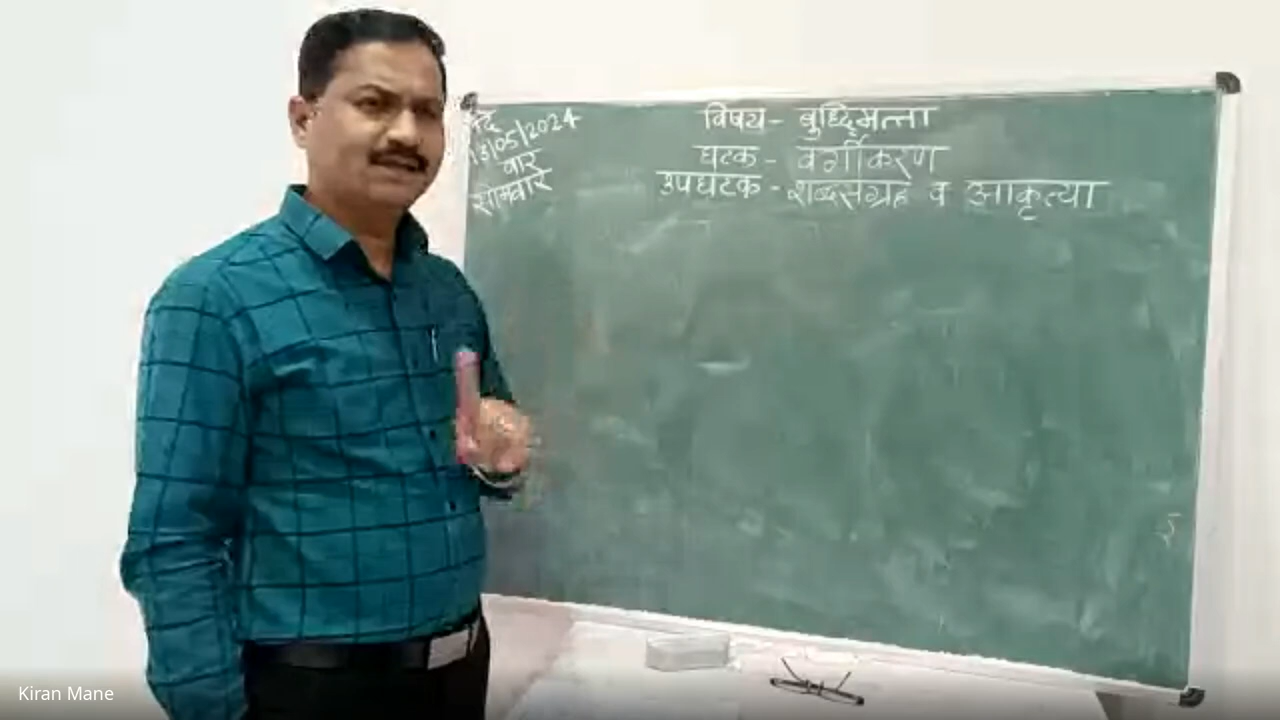 13/05/2024
वार
सोमवार
विषय - बुध्दिमत्ता
घटक - वर्गीकरण
उपघटक - शब्दसंग्रह व आकृत्या
Kiran Mane